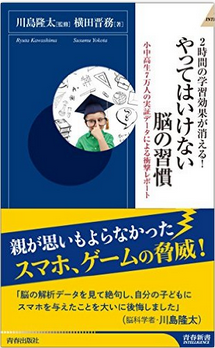 川島隆太[監修] 横田晋務[著]
Ryuta Kawashima Susumu Yokota
2時間の学習効果が消える!
やってはいけない
脳の習慣
小中高生7万人の実証データによる衝撃レポート
親が思いもよらなかった
スマホ、ゲームの脅威!
「脳の解析データを見て絶句し、自分の子どもに
スマホを与えたことを大いに後悔しました」
(脳科学者・川島隆太)
青春出版社
青春新書
INTELLIGENCE